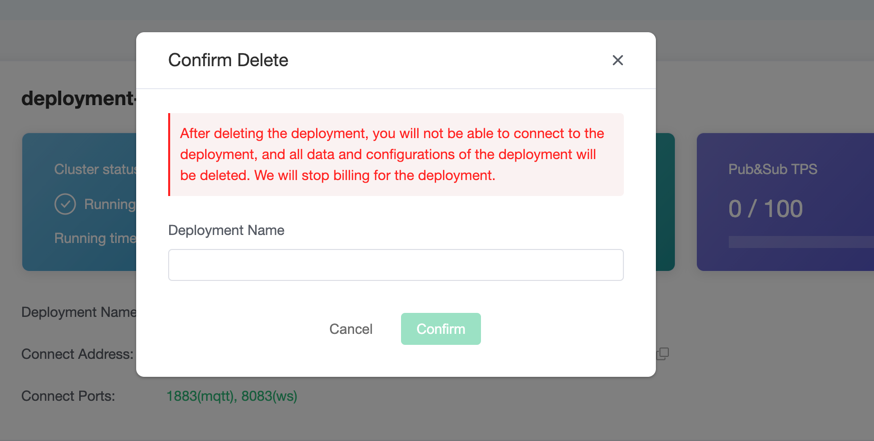 Confirm Delete
After deleting the deployment, you will not be able to connect to the
deployment, and all data and configurations of the deployment will
be deleted. We will stop billing for the deployment.
Deployment Name
Cancel
Confirm
deployment-
Cluster status
Running
Running time
Pub&Sub TPS
0 / 100
Deployment Name
Connect Address:
Connect Ports:
1883(mqtt), 8083(ws)